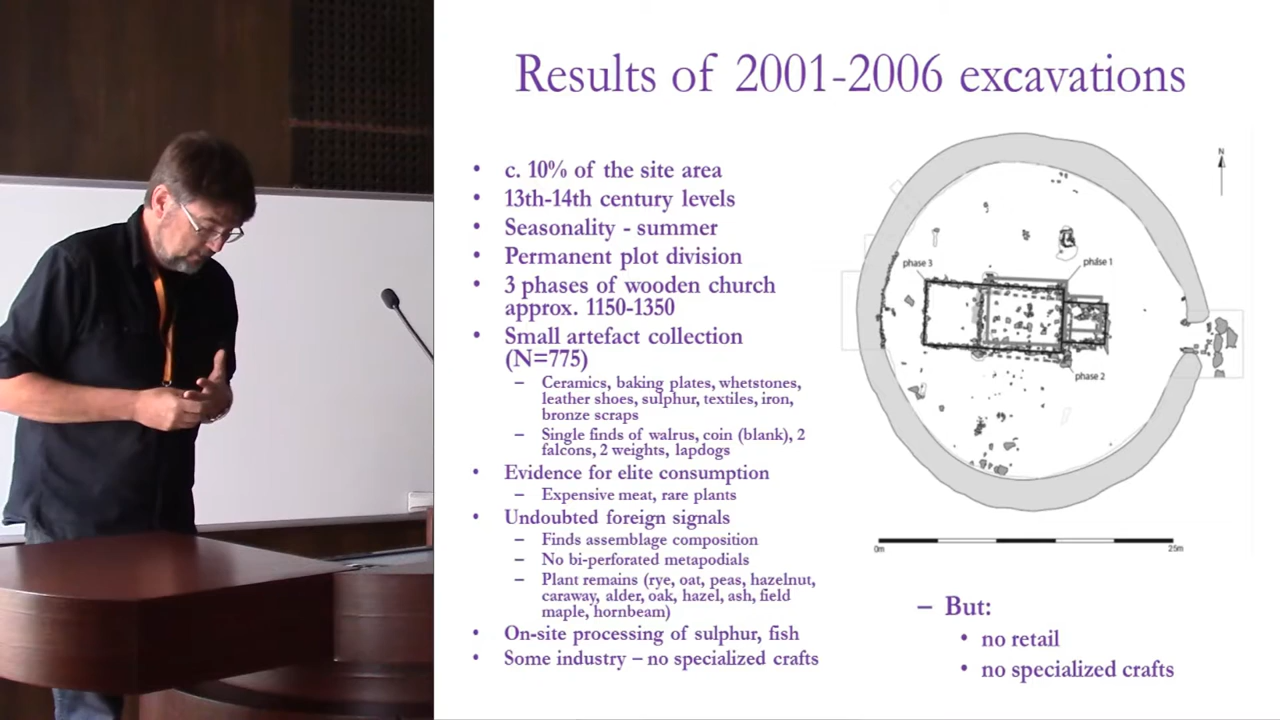 Results of 2001-2006 excavations
• c. 10% of the site area
• 13th-14th century levels
• Seasonality - summer
• Permanent plot division
• 3 phases of wooden church
approx. 1150-1350
• Small artefact collection
(N=775)
– Ceramics, baking plates, whetstones,
leather shoes, sulphur, textiles, iron,
bronze scraps
– Single finds of walrus, coin (blank), 2
falcons, 2 weights, lapdogs
• Evidence for elite consumption
– Expensive meat, rare plants
• Undoubted foreign signals
– Finds assemblage composition
– No bi-perforated metapodials
– Plant remains (rye, oat, peas, hazelnut,
caraway, alder, oak, hazel, ash, field
maple, hornbeam)
• On-site processing of sulphur, fish
• Some industry – no specialized crafts
N
phase 3
phase 1
phase 2
0m
25m
– But:
• no retail
• no specialized crafts